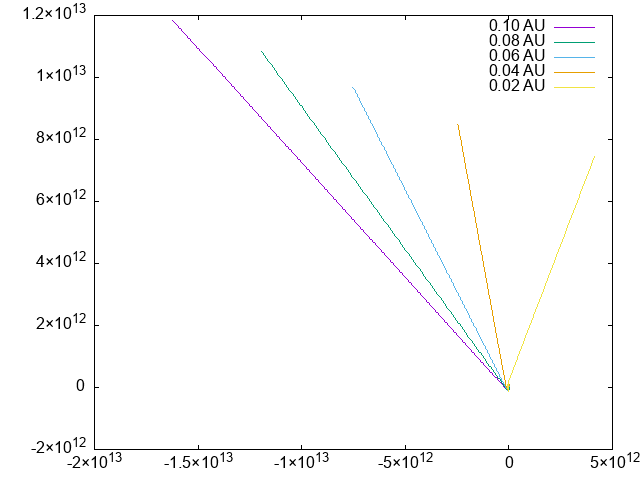 1.2×10¹³
1×10¹³
8×10¹²
6×10¹²
4×10¹²
2×10¹²
0
-2×10¹²
-2×10¹³ -1.5×10¹³ -1×10¹³ -5×10¹² 0 5×10¹²
0.10 AU
0.08 AU
0.06 AU
0.04 AU
0.02 AU